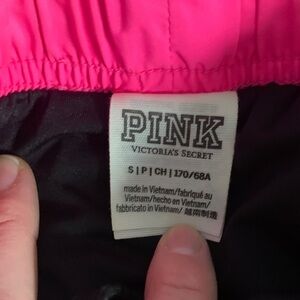 PINK
VICTORIA'S SECRET
S | P | CH | 170/68A
made in Vietnam/fabriqué au
Vietnam/hecho en Vietnam/
fabbricato in Vietnam/ 越南制造